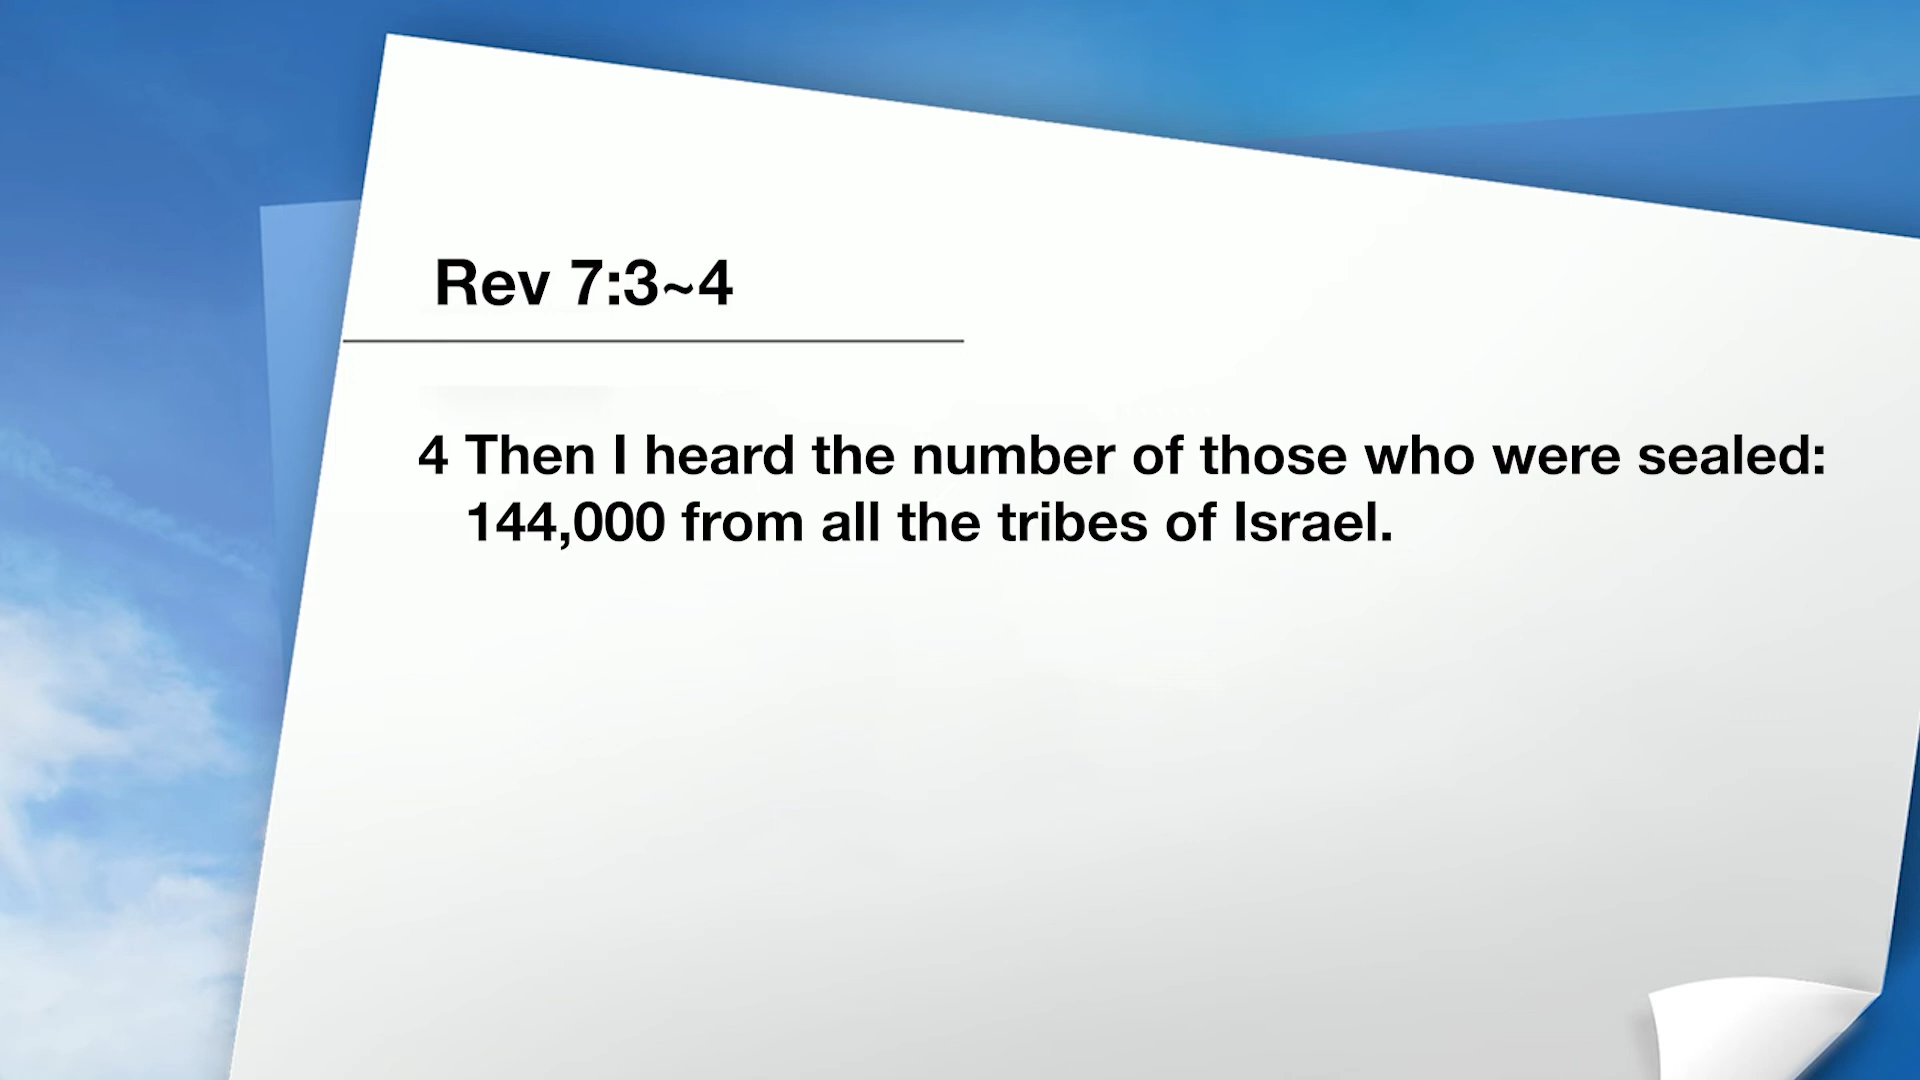 Rev 7:3~4
4 Then I heard the number of those who were sealed:
144,000 from all the tribes of Israel.